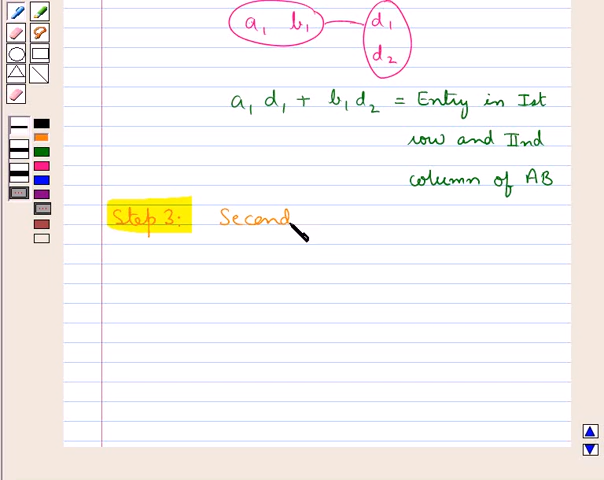 a₁ b₁ d₁
d₂
a₁ d₁ + b₁ d₂ = Entry in Ist
row and IInd
column of AB
Step 3: Second